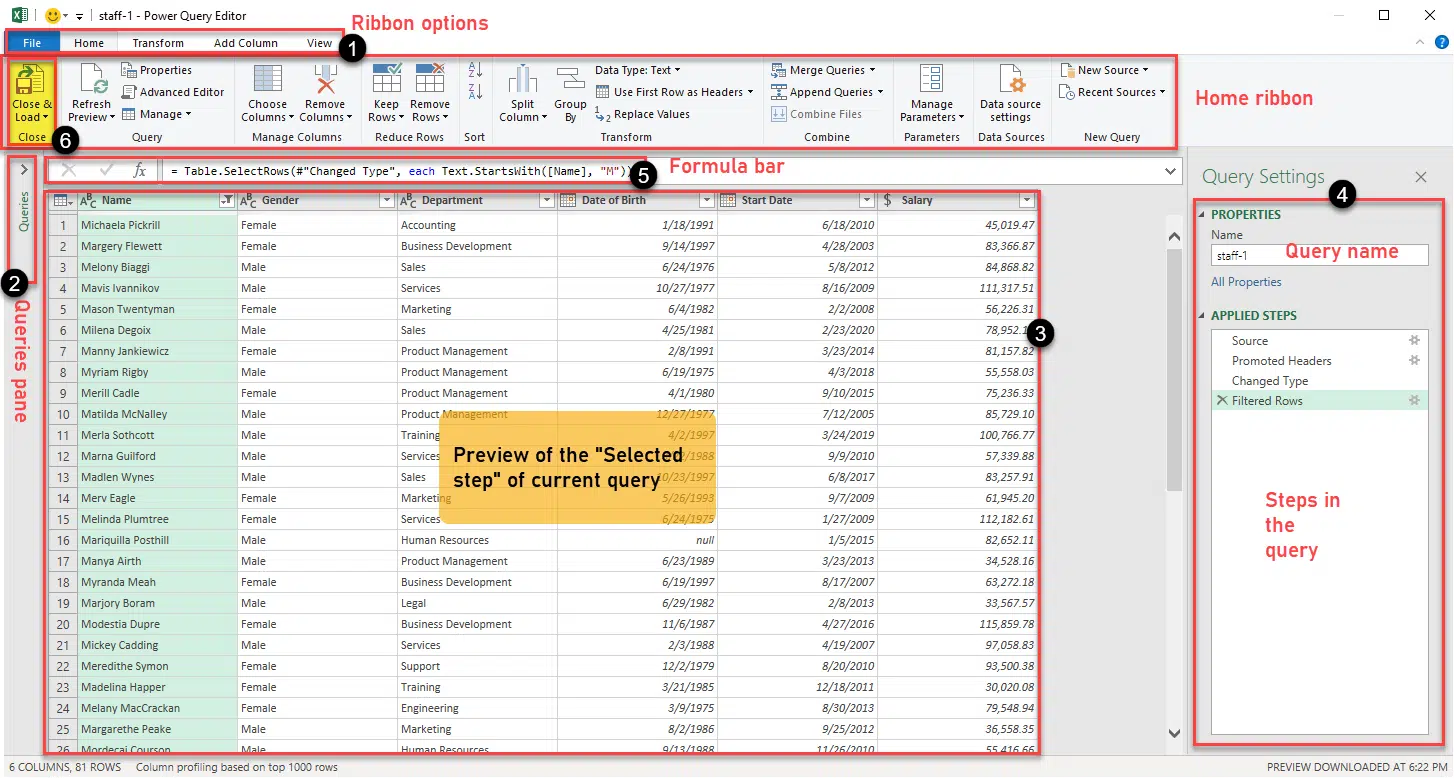 staff-1 - Power Query Editor
Ribbon options
File Home Transform Add Column View 1
Close & Load
Close
6
Refresh Preview
Properties
Advanced Editor
Manage
Query
Choose Columns
Remove Columns
Manage Columns
Keep Rows
Remove Rows
Reduce Rows
A Z
Z A
Sort
Split Column
Group By
Data Type: Text
Use First Row as Headers
1 2 Replace Values
Transform
Merge Queries
Append Queries
Combine Files
Combine
Manage Parameters
Parameters
Data source settings
Data Sources
New Source
Recent Sources
New Query
Home ribbon
Queries
2
Queries pane
fx = Table.SelectRows(#"Changed Type", each Text.StartsWith([Name], "M"))
5
Formula bar
ABC Name ABC Gender ABC Department Date of Birth Start Date $ Salary
1 Michaela Pickrill Female Accounting 1/18/1991 6/18/2010 45,019.47
2 Margery Flewett Female Business Development 9/14/1997 4/28/2003 83,366.87
3 Melony Biaggi Male Sales 6/24/1976 5/8/2012 84,868.82
4 Mavis Ivannikov Male Services 10/27/1977 8/16/2009 111,317.51
5 Mason Twentyman Female Marketing 6/4/1982 2/2/2008 56,226.31
6 Milena Degoix Male Sales 4/25/1981 2/23/2020
3
7 Manny Jankiewicz Female Product Management 2/8/1991 3/23/2014 81,157.82
8 Myriam Rigby Male Product Management 6/19/1975 4/3/2018 55,558.03
9 Merill Cadle Female Product Management 4/1/1980 9/10/2015 75,236.33
10 Matilda McNalley Male Product Management 12/27/1977 7/12/2005 85,729.10
11 Merla Sothcott Male Training 4/2/1997 3/24/2019 100,766.77
12 Marna Guilford Male Services 9/9/2010 57,339.88
13 Madlen Wynes Male Sales 10/23/1997 6/8/2017 83,257.91
14 Merv Eagle Female Marketing 5/26/1993 9/7/2009 61,945.20
15 Melinda Plumtree Female Services 6/24/1975 1/27/2009 112,182.61
Preview of the "Selected
step" of current query
16 Mariquilla Posthill Male Human Resources null 1/5/2015 82,652.11
17 Manya Airth Male Product Management 6/23/1989 3/23/2013 34,528.16
18 Myranda Meah Female Business Development 6/19/1997 8/17/2007 63,272.18
19 Marjory Boram Male Legal 6/29/1982 2/8/2013 33,567.57
20 Modestia Dupre Female Business Development 11/6/1987 4/27/2016 115,859.78
21 Mickey Cadding Male Services 2/3/1988 4/19/2007 97,058.83
22 Meredithe Symon Female Support 12/2/1979 8/20/2010 93,500.38
23 Madelina Happer Female Training 3/21/1985 12/18/2011 30,020.08
24 Melany MacCrackan Female Engineering 3/9/1975 8/30/2013 79,548.94
25 Margarethe Peake Male Marketing 8/2/1986 9/25/2012 36,558.35
26 Mordecai Courson Male Human Resources 9/13/1988 11/26/2010 55,416.66
Query Settings
4
PROPERTIES
Name
staff-1
Query name
All Properties
APPLIED STEPS
Source
Promoted Headers
Changed Type
Filtered Rows
Steps in
the
query
6 COLUMNS, 81 ROWS Column profiling based on top 1000 rows
PREVIEW DOWNLOADED AT 6:22 PM